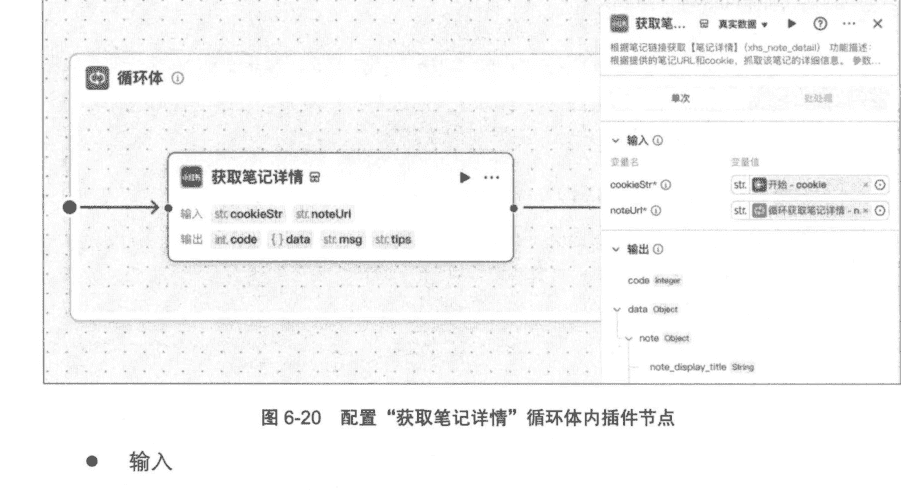 循环体
获取笔记详情
输入 str.cookieStr str.noteUrl
输出 int.code { }data str.msg str.tips
获取笔... 真实数据
根据笔记链接获取【笔记详情】(xhs_note_detail) 功能描述：
根据提供的笔记URL和cookie，抓取该笔记的详细信息。 参数...
单次 批处理
输入
变量名 变量值
cookieStr* str. 开始 - cookie ×
noteUrl* str. 循环获取笔记详情 - n. ×
输出
code Integer
data Object
note Object
note_display_title String
图 6-20 配置“获取笔记详情”循环体内插件节点
● 输入